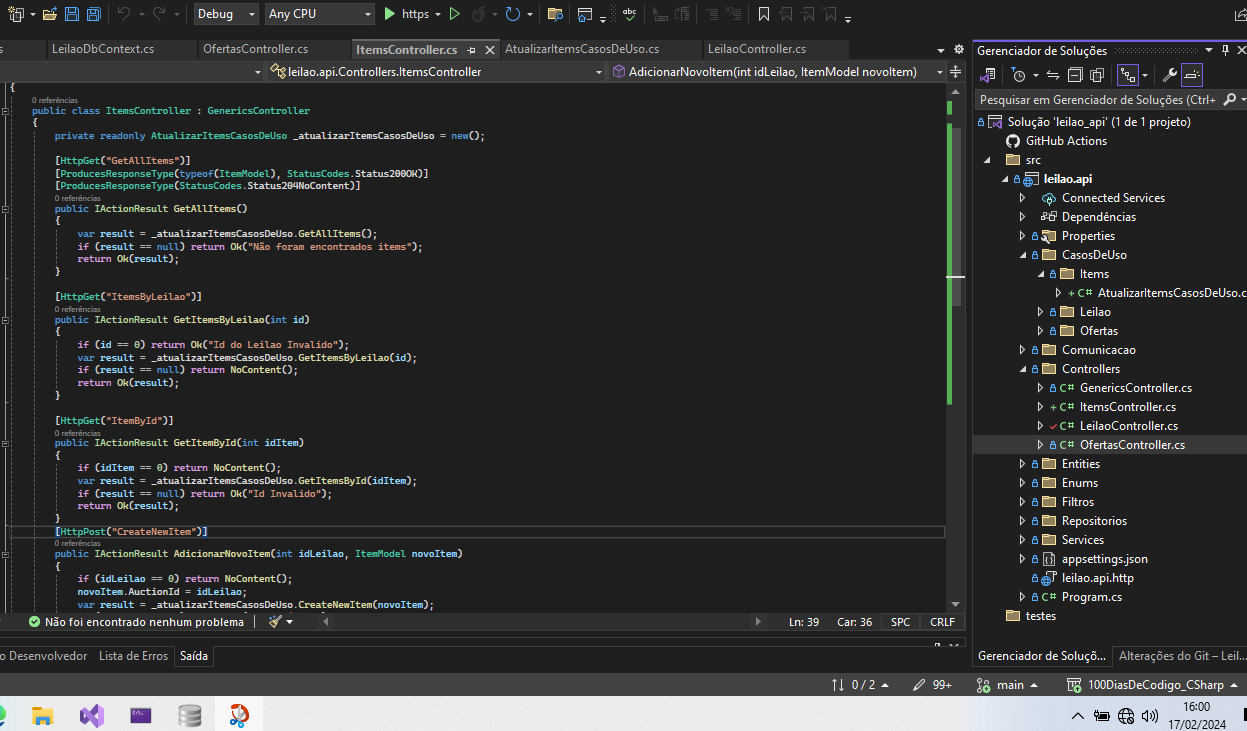 Debug
Any CPU
https
LeilaoDbContext.cs
OfertasController.cs
ItemsController.cs
AtualizarItemsCasosDeUso.cs
LeilaoController.cs
leilao.api.Controllers.ItemsController
AdicionarNovoItem(int idLeilao, ItemModel novoItem)
{
0 referências
public class ItemsController : GenericsController
{
private readonly AtualizarItemsCasosDeUso _atualizarItemsCasosDeUso = new();
[HttpGet("GetAllItems")]
[ProducesResponseType(typeof(ItemModel), StatusCodes.Status200OK)]
[ProducesResponseType(StatusCodes.Status204NoContent)]
0 referências
public IActionResult GetAllItems()
{
var result = _atualizarItemsCasosDeUso.GetAllItems();
if (result == null) return Ok("Não foram encontrados items");
return Ok(result);
}
[HttpGet("ItemsByLeilao")]
0 referências
public IActionResult GetItemsByLeilao(int id)
{
if (id == 0) return Ok("Id do Leilao Invalido");
var result = _atualizarItemsCasosDeUso.GetItemsByLeilao(id);
if (result == null) return NoContent();
return Ok(result);
}
[HttpGet("ItemById")]
0 referências
public IActionResult GetItemById(int idItem)
{
if (idItem == 0) return NoContent();
var result = _atualizarItemsCasosDeUso.GetItemsById(idItem);
if (result == null) return Ok("Id Invalido");
return Ok(result);
}
[HttpPost("CreateNewItem")]
0 referências
public IActionResult AdicionarNovoItem(int idLeilao, ItemModel novoItem)
{
if (idLeilao == 0) return NoContent();
novoItem.AuctionId = idLeilao;
var result = _atualizarItemsCasosDeUso.CreateNewItem(novoItem);
Não foi encontrado nenhum problema
Ln: 39
Car: 36
SPC
CRLF
o Desenvolvedor
Lista de Erros
Saída
Gerenciador de Soluções
Pesquisar em Gerenciador de Soluções (Ctrl+
Solução 'leilao_api' (1 de 1 projeto)
GitHub Actions
src
leilao.api
Connected Services
Dependências
Properties
CasosDeUso
Items
AtualizarItemsCasosDeUso.c
Leilao
Ofertas
Comunicacao
Controllers
GenericsController.cs
ItemsController.cs
LeilaoController.cs
OfertasController.cs
Entities
Enums
Filtros
Repositorios
Services
appsettings.json
leilao.api.http
Program.cs
testes
Gerenciador de Soluçõ...
Alterações do Git – Leil...
0 / 2
99+
main
100DiasDeCodigo_CSharp
16:00
17/02/2024